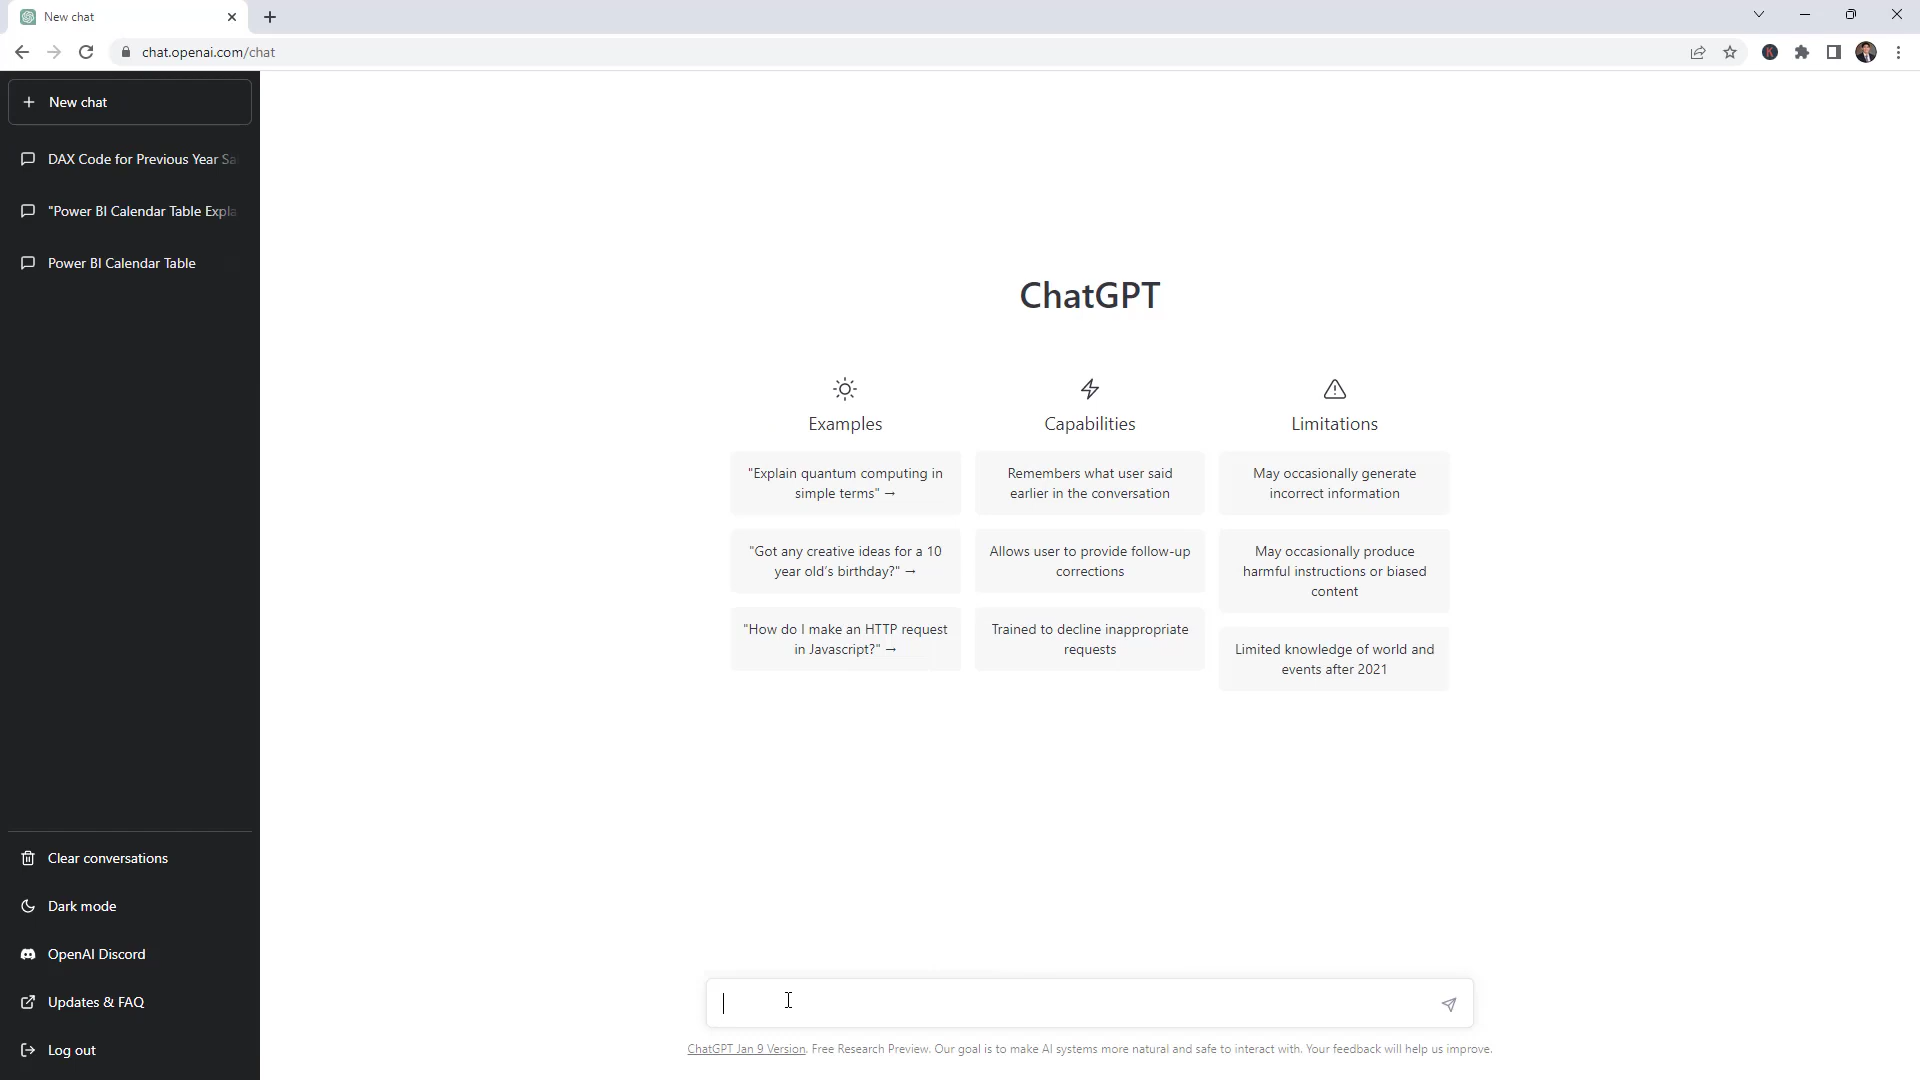 New chat
chat.openai.com/chat
New chat
DAX Code for Previous Year Sa
"Power BI Calendar Table Expla
Power BI Calendar Table
ChatGPT
Examples
Capabilities
Limitations
"Explain quantum computing in
simple terms" →
Remembers what user said
earlier in the conversation
May occasionally generate
incorrect information
"Got any creative ideas for a 10
year old's birthday?" →
Allows user to provide follow-up
corrections
May occasionally produce
harmful instructions or biased
content
"How do I make an HTTP request
in Javascript?" →
Trained to decline inappropriate
requests
Limited knowledge of world and
events after 2021
Clear conversations
Dark mode
OpenAI Discord
Updates & FAQ
Log out
ChatGPT Jan 9 Version. Free Research Preview. Our goal is to make AI systems more natural and safe to interact with. Your feedback will help us improve.